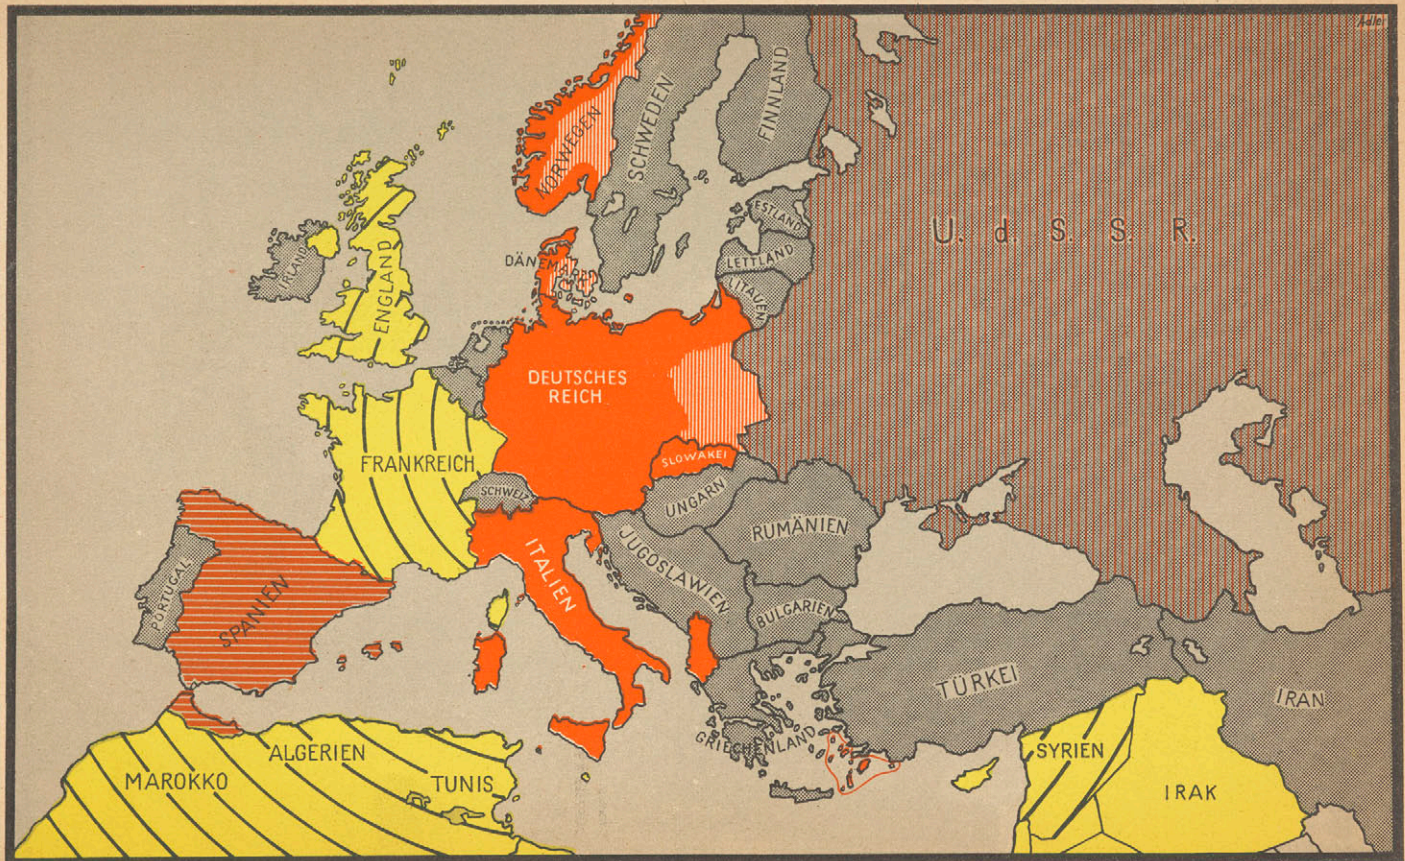 Adler
NORWEGEN
SCHWEDEN
FINNLAND
U. d S. S. R.
ESTLAND
LETTLAND
LITAUEN
DÄNEMARK
IRLAND
ENGLAND
DEUTSCHES
REICH
SLOWAKEI
FRANKREICH
SCHWEIZ
UNGARN
RUMÄNIEN
ITALIEN
JUGOSLAWIEN
BULGARIEN
PORTUGAL
SPANIEN
GRIECHENLAND
TÜRKEI
IRAN
SYRIEN
IRAK
MAROKKO
ALGERIEN
TUNIS